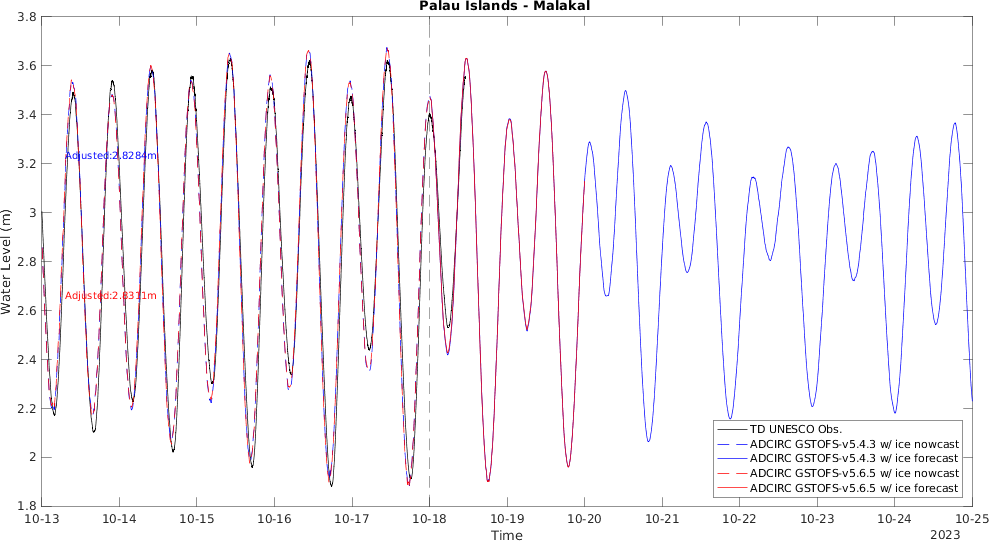 Palau Islands - Malakal
3.8
3.6
3.4
3.2
3
2.8
2.6
2.4
2.2
2
1.8
Water Level (m)
Adjusted:2.8284m
Adjusted:2.8311m
TD UNESCO Obs.
ADCIRC GSTOFS-v5.4.3 w/ ice nowcast
ADCIRC GSTOFS-v5.4.3 w/ ice forecast
ADCIRC GSTOFS-v5.6.5 w/ ice nowcast
ADCIRC GSTOFS-v5.6.5 w/ ice forecast
10-13 10-14 10-15 10-16 10-17 10-18 10-19 10-20 10-21 10-22 10-23 10-24 10-25
Time
2023